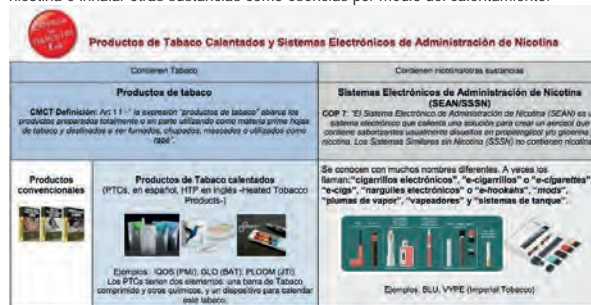 nicotina o inhalar otras sustancias como esencias por medio del calentamiento.
Productos de Tabaco Calentados y Sistemas Electrónicos de Administración de Nicotina
Contienen Tabaco
Contienen nicotina/otras sustancias
Productos de tabaco
CMCT Definición: Art 1 f -" la expresión "productos de tabaco" abarca los
productos preparados totalmente o en parte utilizando como materia prima hojas
de tabaco y destinados a ser fumados, chupados, mascados o utilizados como
rapé".
Sistemas Electrónicos de Administración de Nicotina
(SEAN/SSSN)
COP 7: "El Sistema Electrónico de Administración de Nicotina (SEAN) es u
sistema electrónico que calienta una solución para crear un aerosol que
contiene saborizantes usualmente disueltos en propilenglicol y/o glicerina
nicotina. Los Sistemas Similares sin Nicotina (SSSN) no contienen nicotina
Productos
convencionales
Productos de Tabaco calentados
(PTCs, en español, HTP en inglés -Heated Tobacco
Products-)
Ejemplos: IQOS (PMI), GLO (BAT), PLOOM (JTI).
Los PTCs tienen dos elementos: una barra de Tabaco
comprimido y otros químicos, y un dispositivo para calendar
este tabaco.
Se conocen con muchos nombres diferentes. A veces los
llaman:"cigarrillos electrónicos", "e-cigarrillos" o "e-cigarettes"
"e-cigs", "narguiles electrónicos" o "e-hookahs", "mods",
"plumas de vapor", "vapeadores" y "sistemas de tanque".
Ejemplos: BLU, VYPE (Imperial Tobacco)